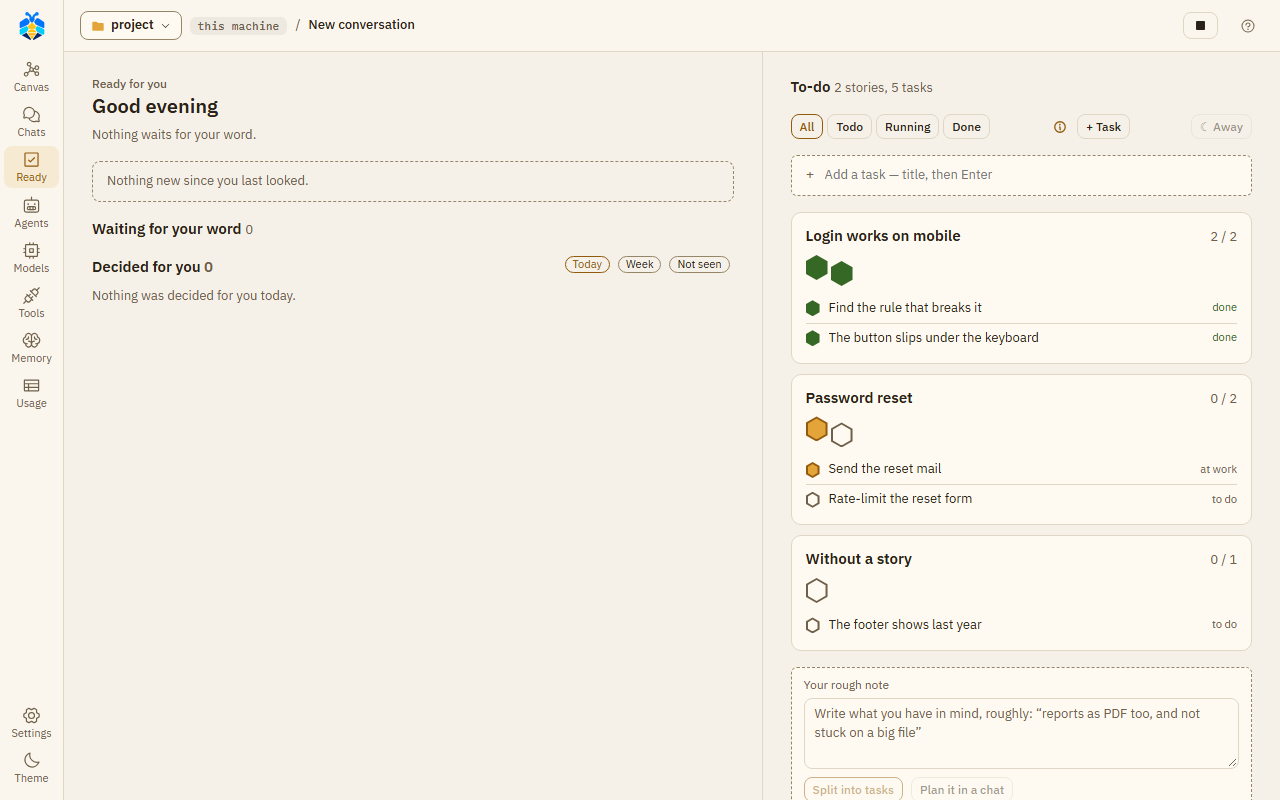 project
this machine / New conversation
Canvas
Chats
Ready
Agents
Models
Tools
Memory
Usage
Settings
Theme
Ready for you
Good evening
Nothing waits for your word.
Nothing new since you last looked.
Waiting for your word 0
Decided for you 0
Today Week Not seen
Nothing was decided for you today.
To-do 2 stories, 5 tasks
All Todo Running Done + Task Away
+ Add a task — title, then Enter
Login works on mobile 2 / 2
Find the rule that breaks it done
The button slips under the keyboard done
Password reset 0 / 2
Send the reset mail at work
Rate-limit the reset form to do
Without a story 0 / 1
The footer shows last year to do
Your rough note
Write what you have in mind, roughly: “reports as PDF too, and not
stuck on a big file”
Split into tasks Plan it in a chat